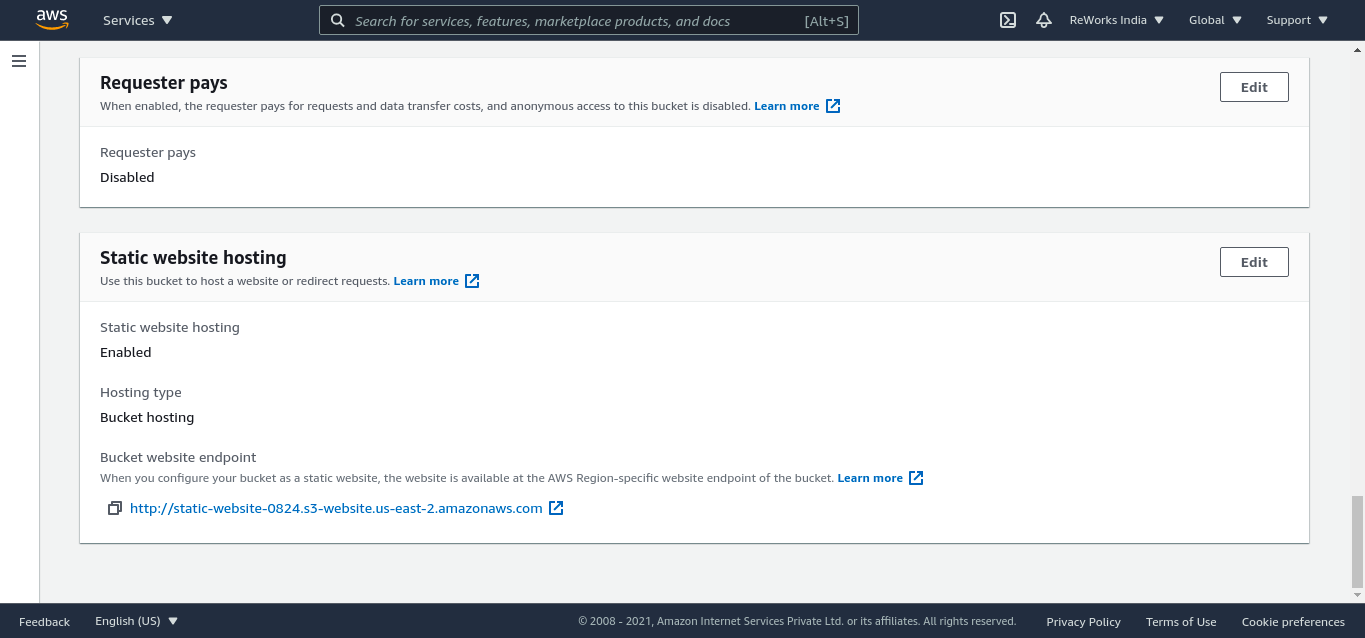 aws Services Search for services, features, marketplace products, and docs [Alt+S] ReWorks India Global Support
Requester pays
Edit
When enabled, the requester pays for requests and data transfer costs, and anonymous access to this bucket is disabled. Learn more
Requester pays
Disabled
Static website hosting
Edit
Use this bucket to host a website or redirect requests. Learn more
Static website hosting
Enabled
Hosting type
Bucket hosting
Bucket website endpoint
When you configure your bucket as a static website, the website is available at the AWS Region-specific website endpoint of the bucket. Learn more
http://static-website-0824.s3-website.us-east-2.amazonaws.com
Feedback English (US) © 2008 - 2021, Amazon Internet Services Private Ltd. or its affiliates. All rights reserved. Privacy Policy Terms of Use Cookie preferences